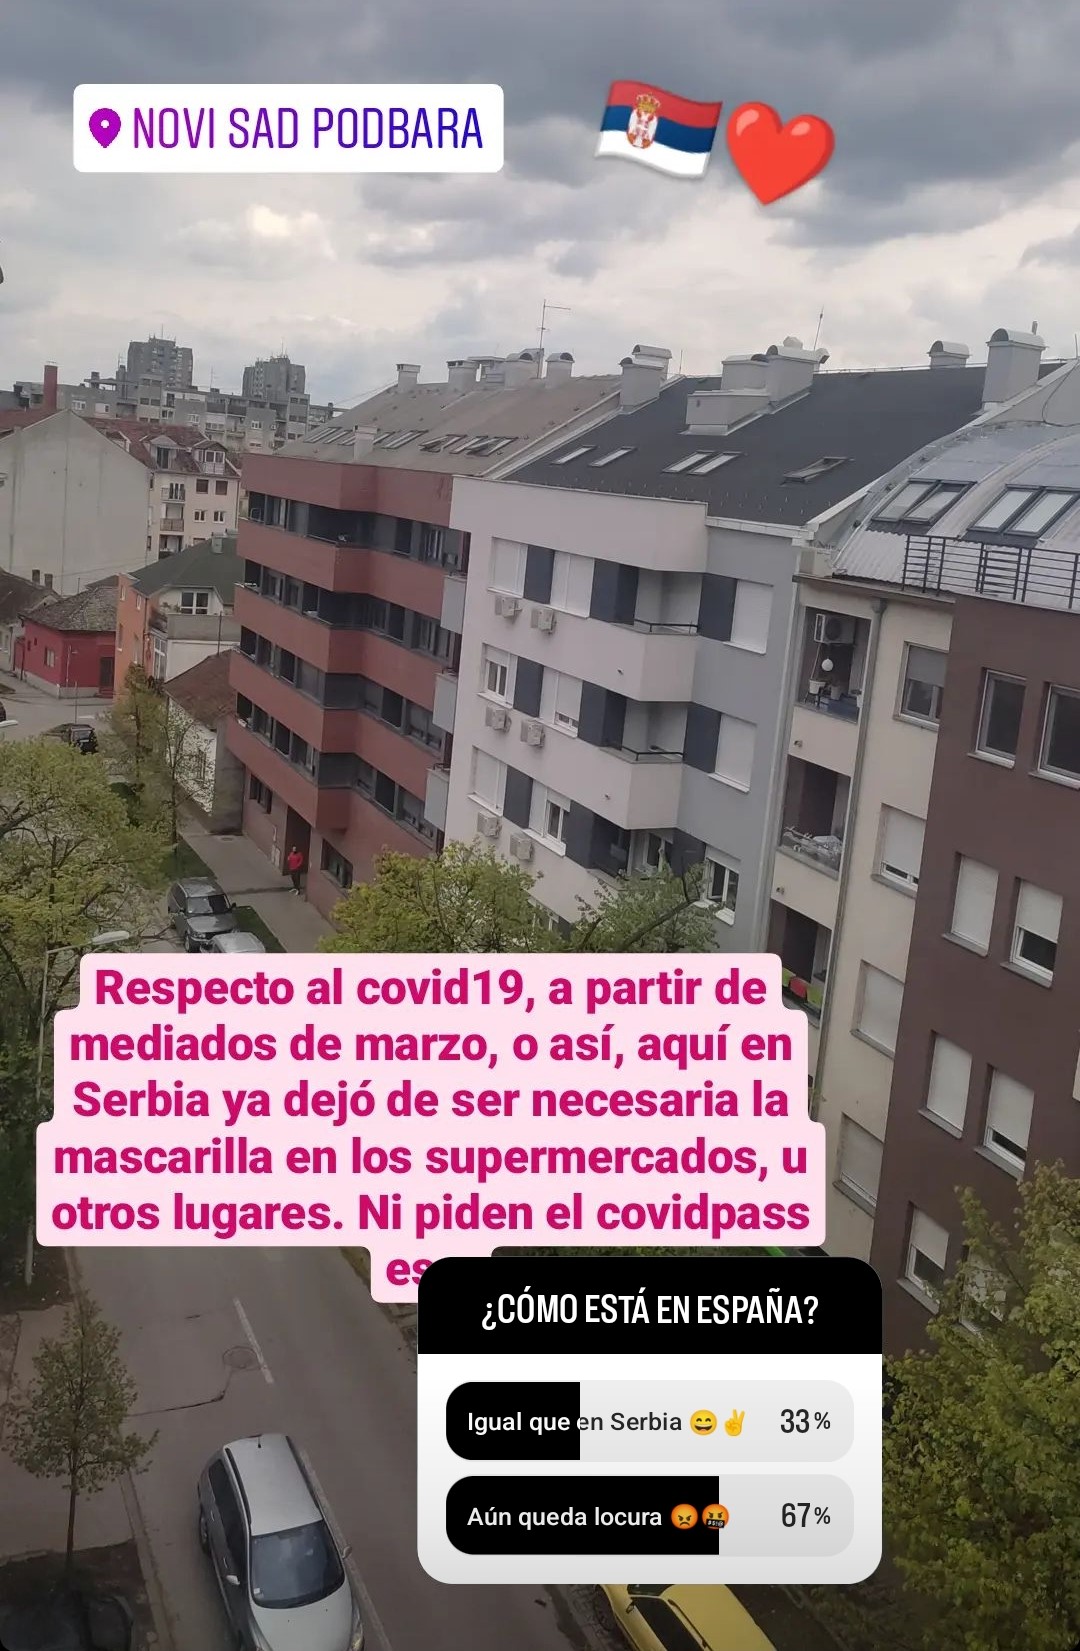 NOVI SAD PODBARA
Respecto al covid19, a partir de
mediados de marzo, o así, aquí en
Serbia ya dejó de ser necesaria la
mascarilla en los supermercados, u
otros lugares. Ni piden el covidpass
¿CÓMO ESTÁ EN ESPAÑA?
Igual que en Serbia 😄✌️ 33%
Aún queda locura 😡🤬 67%